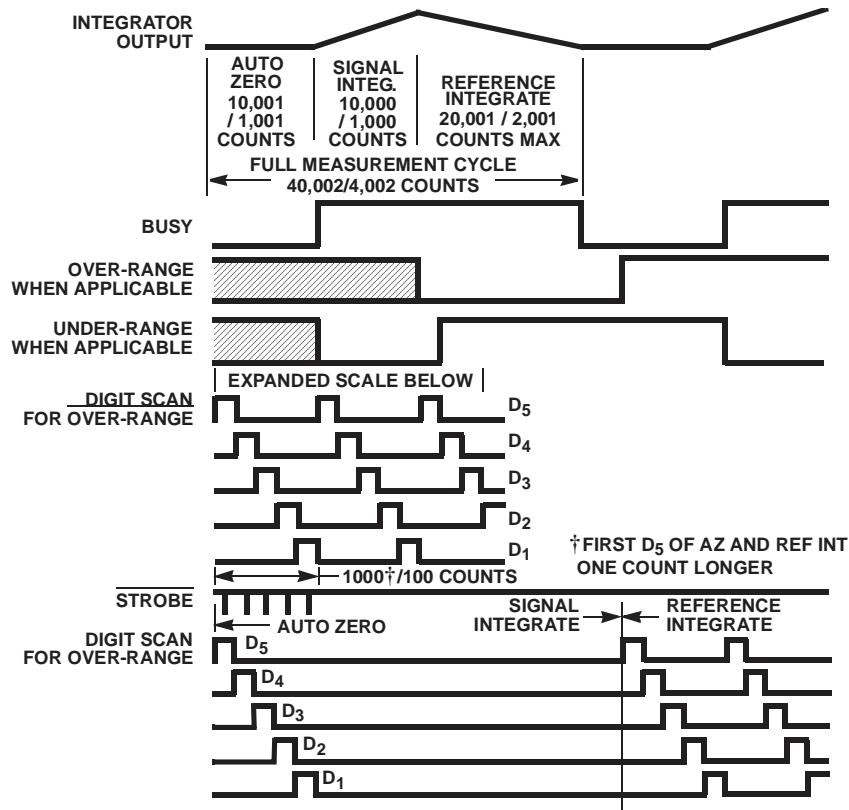 INTEGRATOR
OUTPUT
AUTO
ZERO
10,001
/ 1,001
COUNTS
SIGNAL
INTEG.
10,000
/ 1,000
COUNTS
REFERENCE
INTEGRATE
20,001 / 2,001
COUNTS MAX
FULL MEASUREMENT CYCLE
40,002/4,002 COUNTS
BUSY
OVER-RANGE
WHEN APPLICABLE
UNDER-RANGE
WHEN APPLICABLE
EXPANDED SCALE BELOW
DIGIT SCAN
FOR OVER-RANGE
D5
D4
D3
D2
D1
1000†/100 COUNTS
†FIRST D5 OF AZ AND REF INT
ONE COUNT LONGER
STROBE
AUTO ZERO
SIGNAL
INTEGRATE
REFERENCE
INTEGRATE
DIGIT SCAN
FOR OVER-RANGE
D5
D4
D3
D2
D1